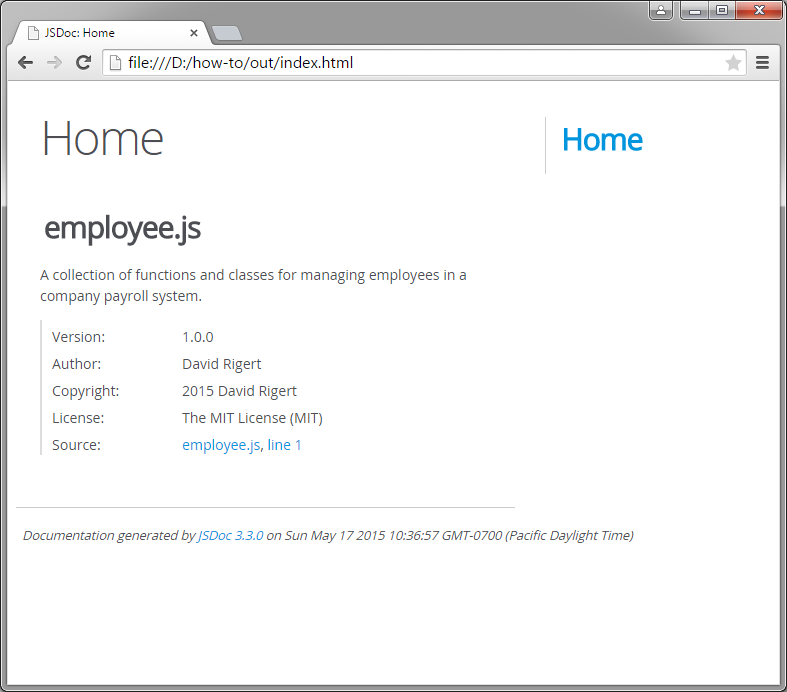 JSDoc: Home
file:///D:/how-to/out/index.html
Home
Home
employee.js
A collection of functions and classes for managing employees in a
company payroll system.
Version: 1.0.0
Author: David Rigert
Copyright: 2015 David Rigert
License: The MIT License (MIT)
Source: employee.js, line 1
Documentation generated by JSDoc 3.3.0 on Sun May 17 2015 10:36:57 GMT-0700 (Pacific Daylight Time)